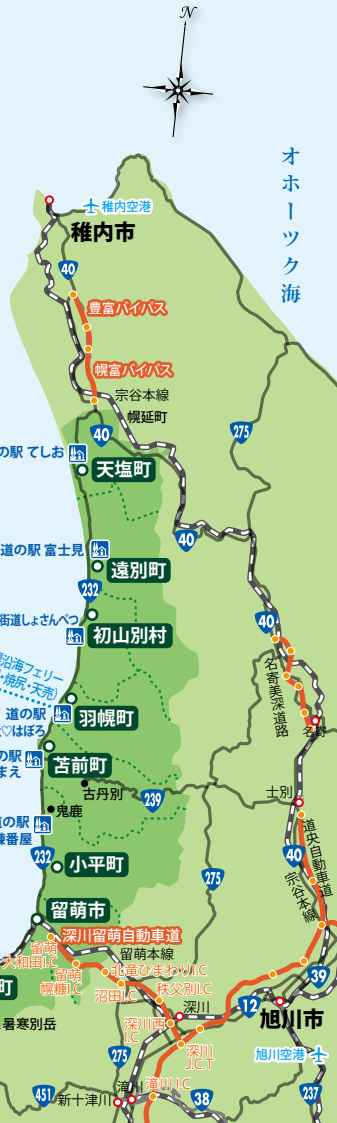 N
オホーツク海
稚内空港
稚内市
40
豊富バイパス
幌富バイパス
宗谷本線
幌延町
40
275
の駅 てしお
天塩町
40
道の駅 富士見
遠別町
232
40
街道しょさんべつ
初山別村
沿海フェリー
焼尻・天売)
名寄美深道路
道の駅
♡はぼろ
羽幌町
名寄
の駅
まえ
苫前町
古丹別
239
士別
鬼鹿
の駅
番屋
232
小平町
275
40
道央自動車道
宗谷本線
留萌市
深川留萌自動車道
留萌
大和田I.C
留萌本線
北竜ひまわりI.C
留萌
幌糠I.C
沼田I.C
秩父別I.C
39
町
12
深川
旭川市
暑寒別岳
深川西
I.C
深川
J.C.T
旭川空港
275
滝川
滝川I.C
451
新十津川
38
237